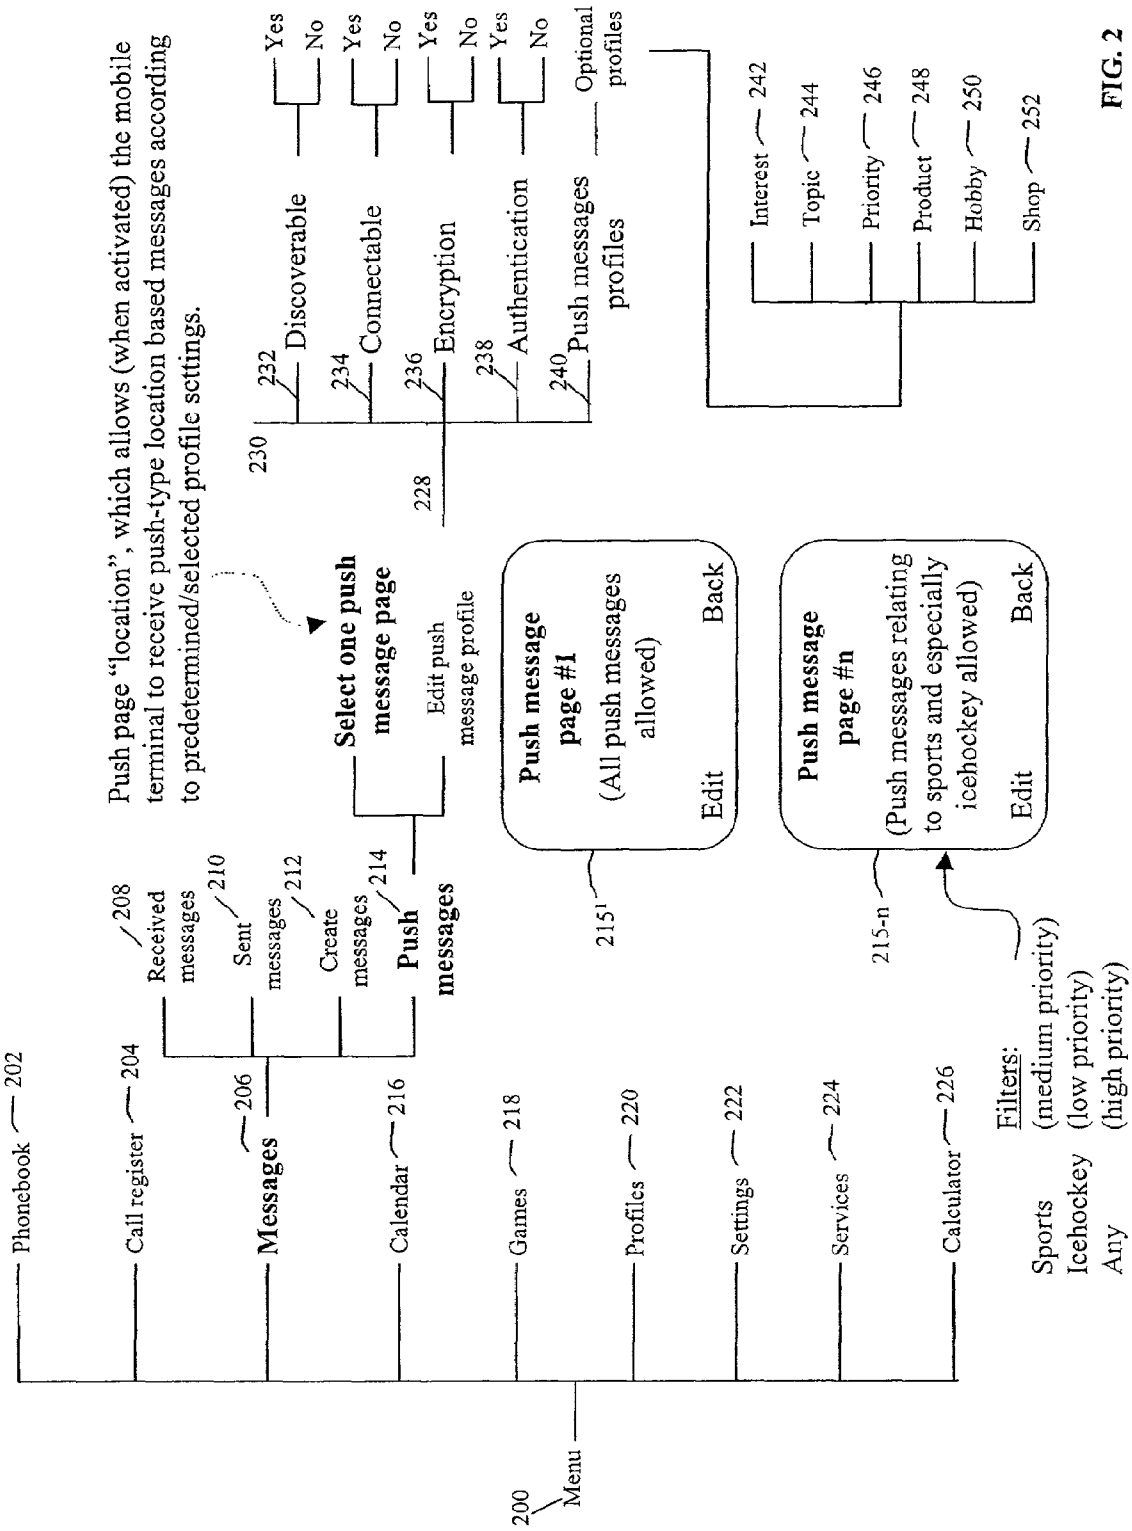 Push page “location”, which allows (when activated) the mobile
terminal to receive push-type location based messages according
to predetermined/selected profile settings.
200
Menu
Phonebook 202
Call register 204
206
Messages
Calendar 216
Games 218
Profiles 220
Settings 222
Services 224
Calculator 226
208
Received
messages
210
Sent
messages
212
Create
messages
214
Push
messages
Select one push
message page
Edit push
message profile
228
230
232
Discoverable
Yes
No
234
Connectable
Yes
No
236
Encryption
Yes
No
238
Authentication
Yes
No
240
Push messages
profiles
Optional
profiles
Interest 242
Topic 244
Priority 246
Product 248
Hobby 250
Shop 252
Push message
page #1
(All push messages
allowed)
Edit Back
215¹
Push message
page #n
(Push messages relating
to sports and especially
icehockey allowed)
Edit Back
215-n
Filters:
Sports (medium priority)
Icehockey (low priority)
Any (high priority)
FIG. 2